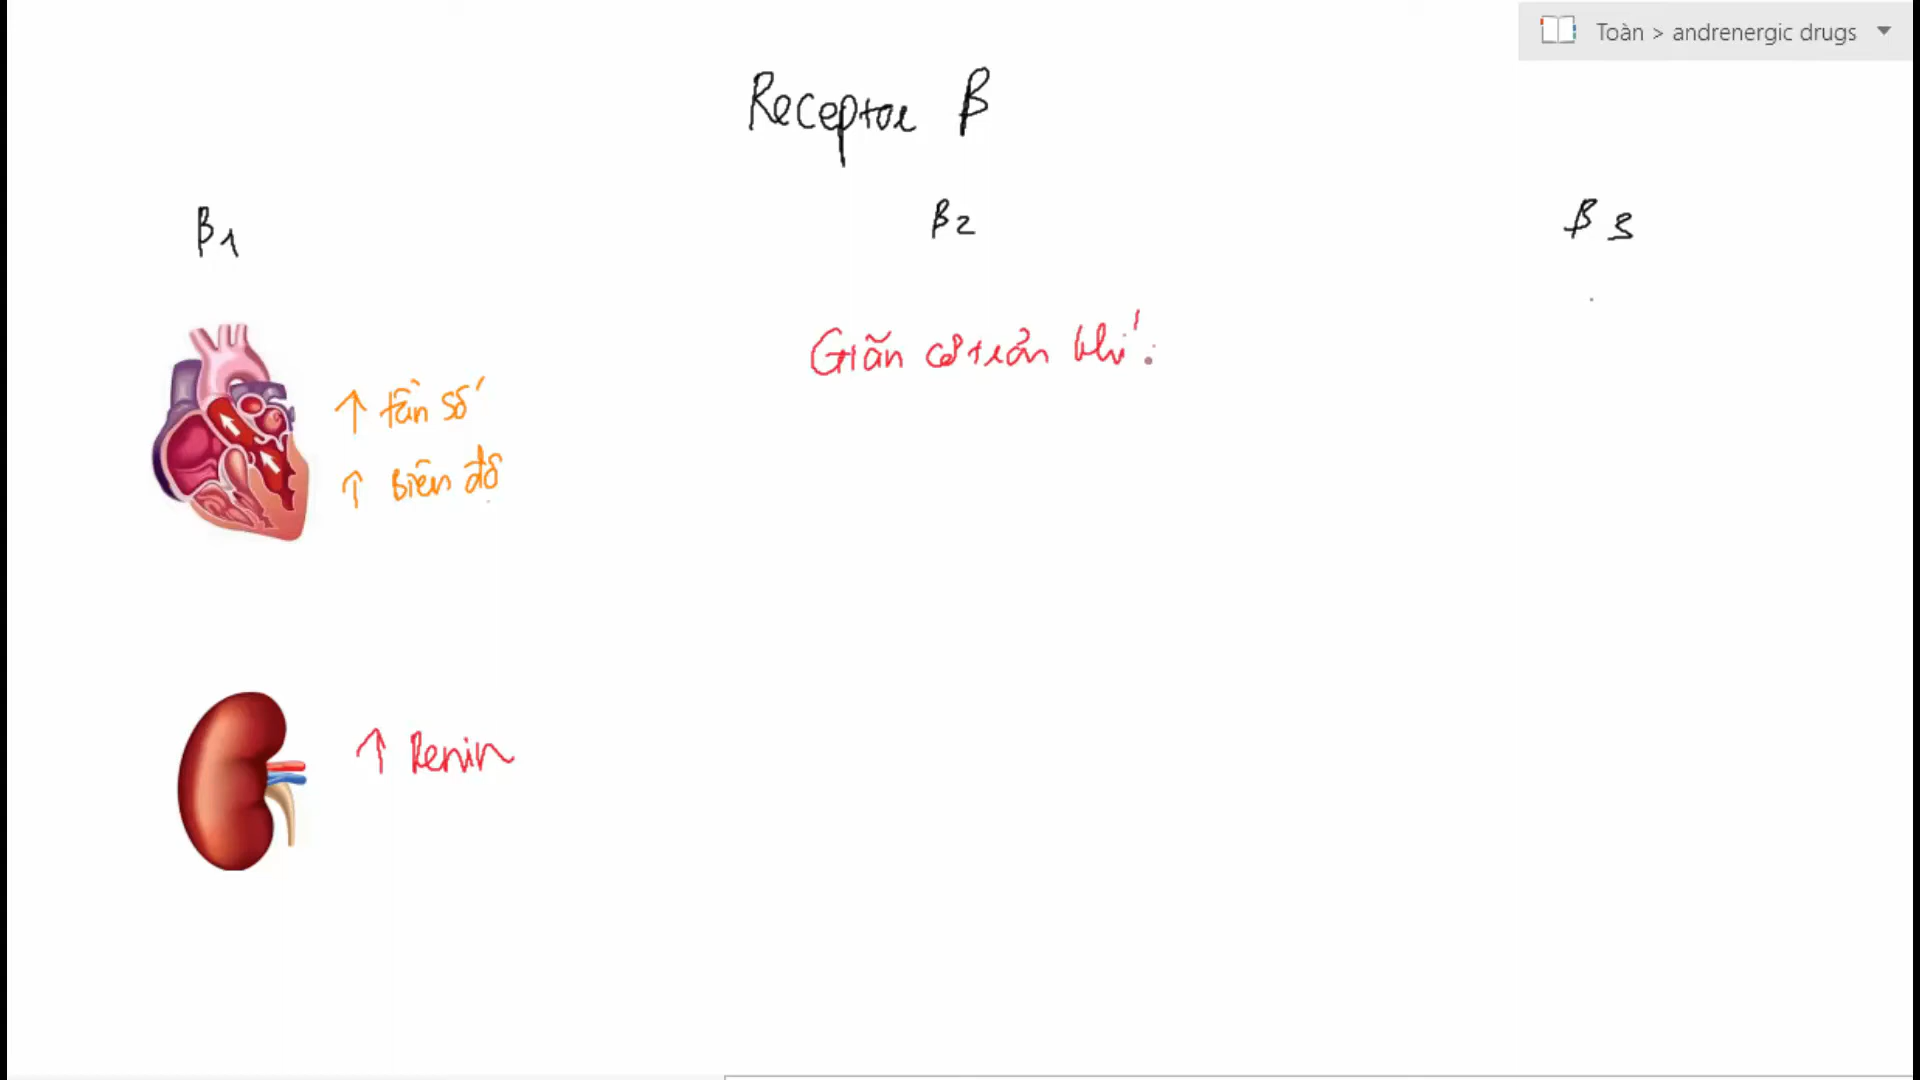 Toàn > andrenergic drugs
Receptor β
β1
β2
β3
Giãn cơ trơn khí :
↑ tần số
↑ Biên độ
↑ Renin